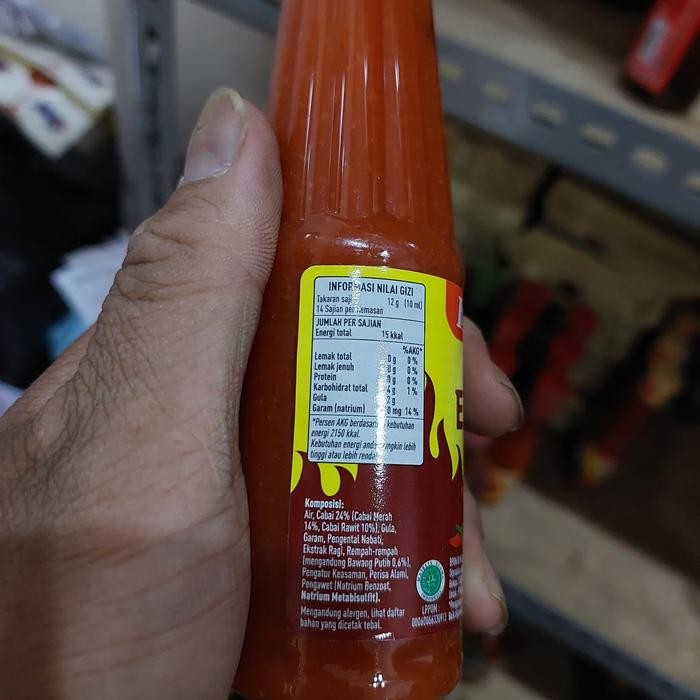 INFORMASI NILAI GIZI
Takaran saji 12 g (10 ml)
14 Sajian per Kemasan
JUMLAH PER SAJIAN
Energi total 15 kkal
%AKG*
Lemak total 0 g 0 %
Lemak jenuh 0 g 0 %
Protein 0 g 0 %
Karbohidrat total g 1 %
Gula 2 g
Garam (natrium) mg 14 %
*Persen AKG berdasarkan kebutuhan
energi 2150 kkal.
Kebutuhan energi anda mungkin lebih
tinggi atau lebih rendah
Komposisi:
Air, Cabai 24% (Cabai Merah
14%, Cabai Rawit 10%), Gula,
Garam, Pengental Nabati,
Ekstrak Ragi, Rempah-rempah
(mengandung Bawang Putih 0,6%),
Pengatur Keasaman, Perisa Alami,
Pengawet (Natrium Benzoat,
Natrium Metabisulfit).
Mengandung alergen, lihat daftar
bahan yang dicetak tebal.
LPPOM :